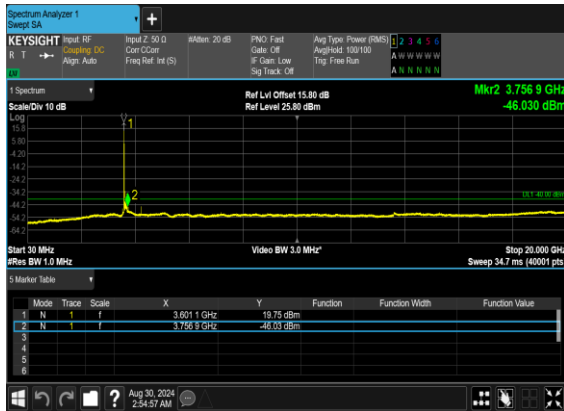 Spectrum Analyzer 1
Swept SA
+
KEYSIGHT Input: RF Input Z: 50 Ω #Atten: 20 dB PNO: Fast Avg Type: Power (RMS) 1 2 3 4 5 6
R T Coupling: DC Corr CCorr Gate: Off Avg|Hold: 100/100 A W W W W W
Align: Auto Freq Ref: Int (S) IF Gain: Low Trig: Free Run
Sig Track: Off A N N N N N
LXI
1 Spectrum Ref Lvl Offset 15.80 dB Mkr2 3.756 9 GHz
Scale/Div 10 dB Ref Level 25.80 dBm -46.030 dBm
Log
15.8
1
5.80
-4.20
-14.2
-24.2
-34.2
2
DL1 -40.00 dBm
-44.2
-54.2
-64.2
Start 30 MHz Video BW 3.0 MHz* Stop 20.000 GHz
#Res BW 1.0 MHz Sweep 34.7 ms (40001 pts
5 Marker Table
Mode Trace Scale X Y Function Function Width Function Value
1 N 1 f 3.601 1 GHz 19.75 dBm
2 N 1 f 3.756 9 GHz -46.03 dBm
3
4
5
6
? Aug 30, 2024
2:54:57 AM